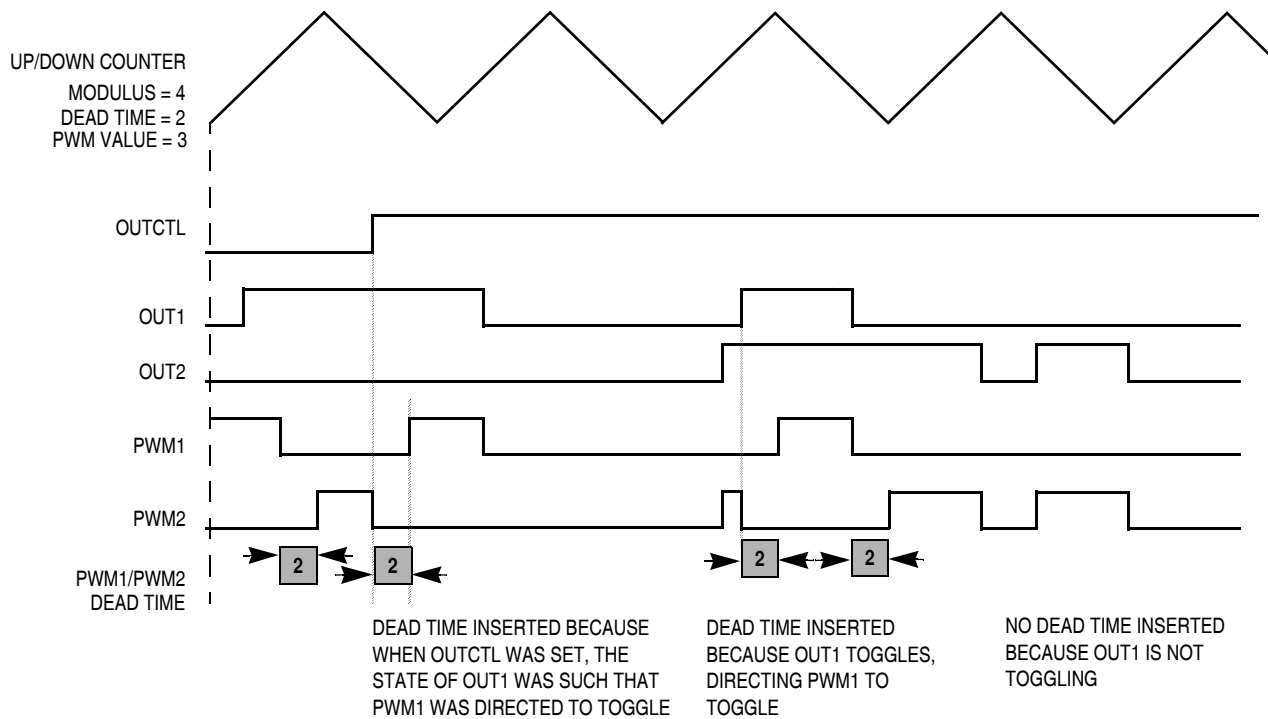 UP/DOWN COUNTER
MODULUS = 4
DEAD TIME = 2
PWM VALUE = 3
OUTCTL
OUT1
OUT2
PWM1
PWM2
PWM1/PWM2
DEAD TIME
2
2
2
2
DEAD TIME INSERTED BECAUSE
WHEN OUTCTL WAS SET, THE
STATE OF OUT1 WAS SUCH THAT
PWM1 WAS DIRECTED TO TOGGLE
DEAD TIME INSERTED
BECAUSE OUT1 TOGGLES,
DIRECTING PWM1 TO
TOGGLE
NO DEAD TIME INSERTED
BECAUSE OUT1 IS NOT
TOGGLING